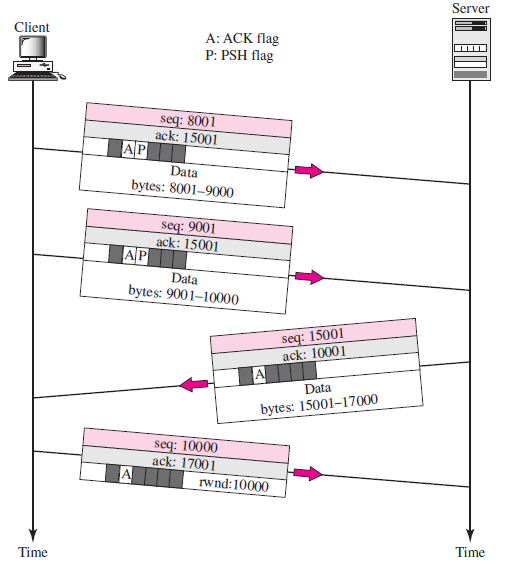 Server
Client
A: ACK flag
P: PSH flag
seq: 8001
ack: 15001
A P
Data
bytes: 8001–9000
seq: 9001
ack: 15001
A P
Data
bytes: 9001–10000
seq: 15001
ack: 10001
A
Data
bytes: 15001–17000
seq: 10000
ack: 17001
A
rwnd:10000
Time
Time